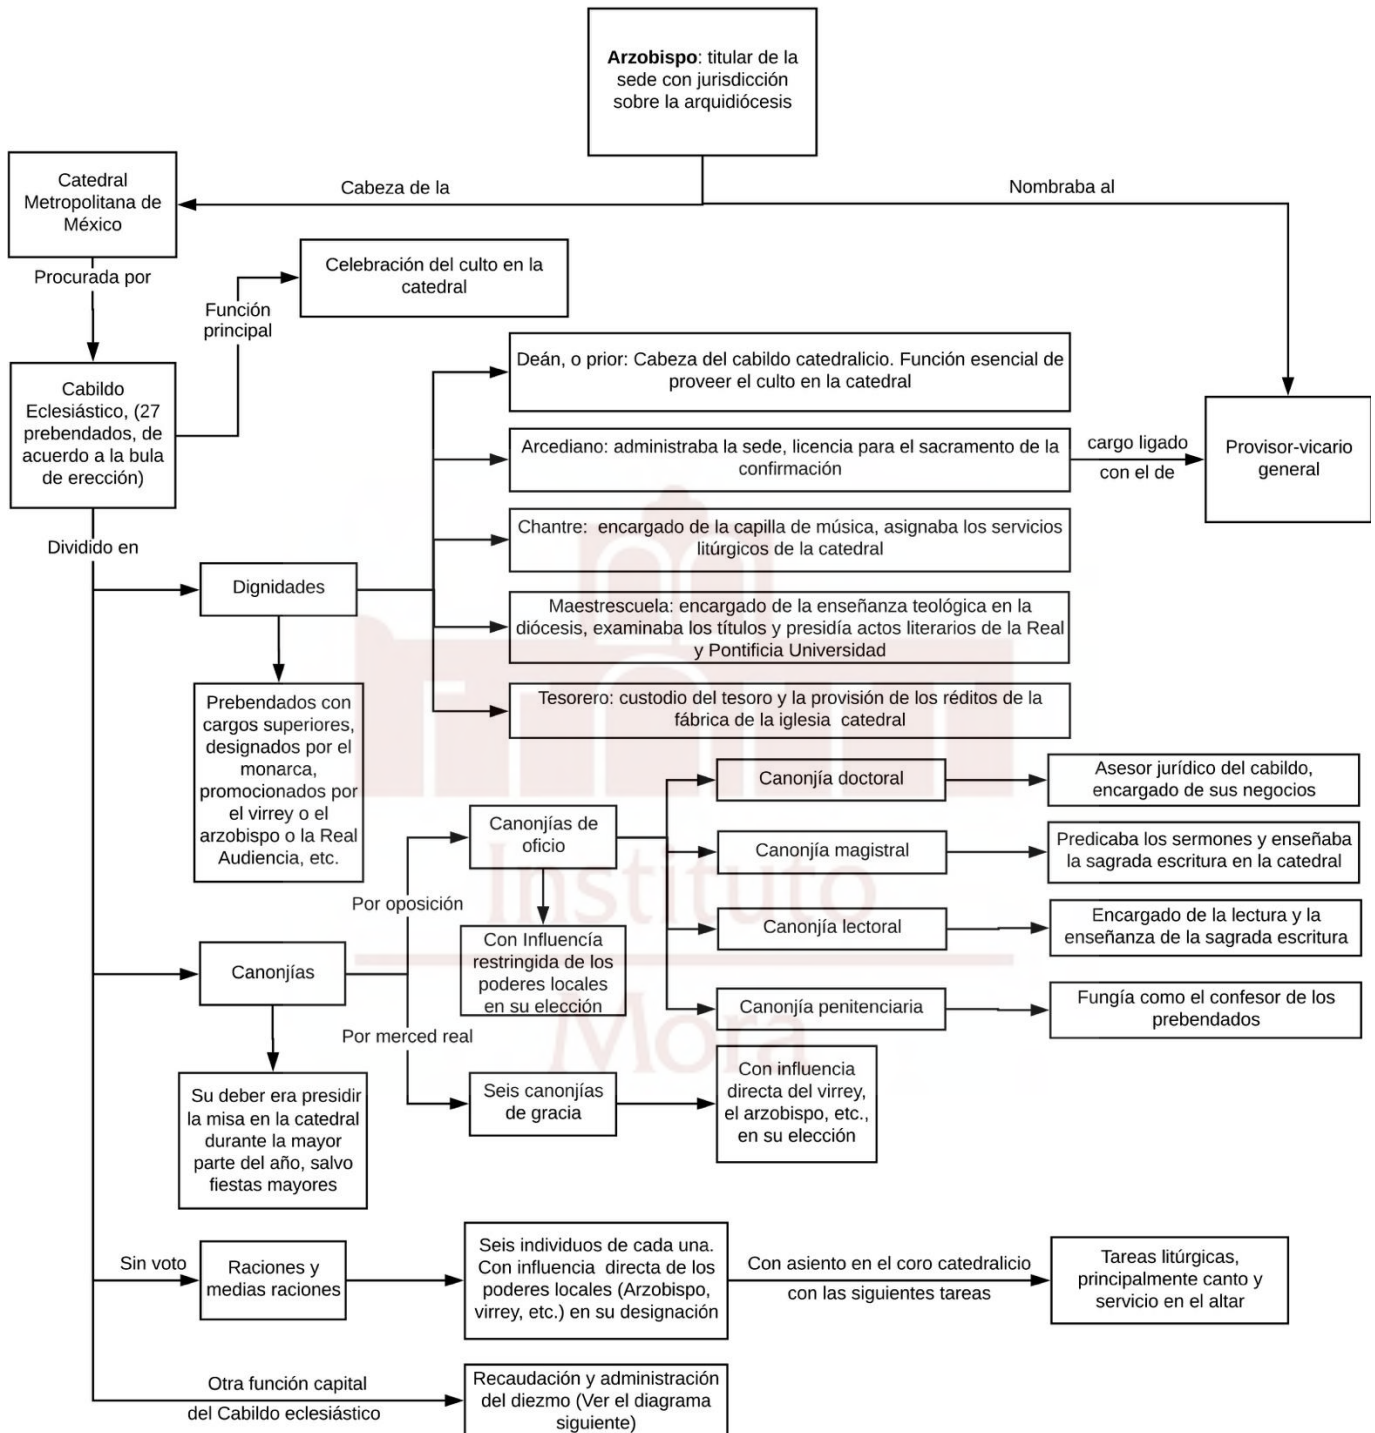 Arzobispo: titular de la
sede con jurisdicción
sobre la arquidiócesis
Cabeza de la
Nombraba al
Catedral
Metropolitana de
México
Procurada por
Celebración del culto en la
catedral
Función
principal
Cabildo
Eclesiástico, (27
prebendados, de
acuerdo a la bula
de erección)
Deán, o prior: Cabeza del cabildo catedralicio. Función esencial de
proveer el culto en la catedral
Arcediano: administraba la sede, licencia para el sacramento de la
confirmación
cargo ligado
con el de
Provisor-vicario
general
Chantre: encargado de la capilla de música, asignaba los servicios
litúrgicos de la catedral
Dividido en
Dignidades
Maestrescuela: encargado de la enseñanza teológica en la
diócesis, examinaba los títulos y presidía actos literarios de la Real
y Pontificia Universidad
Tesorero: custodio del tesoro y la provisión de los réditos de la
fábrica de la iglesia catedral
Prebendados con
cargos superiores,
designados por el
monarca,
promocionados por
el virrey o el
arzobispo o la Real
Audiencia, etc.
Canonjía doctoral
Asesor jurídico del cabildo,
encargado de sus negocios
Canonjías de
oficio
Canonjía magistral
Predicaba los sermones y enseñaba
la sagrada escritura en la catedral
Por oposición
Canonjía lectoral
Encargado de la lectura y la
enseñanza de la sagrada escritura
Con Influencía
restringida de los
poderes locales
en su elección
Canonjías
Canonjía penitenciaria
Fungía como el confesor de los
prebendados
Por merced real
Su deber era presidir
la misa en la catedral
durante la mayor
parte del año, salvo
fiestas mayores
Seis canonjías
de gracia
Con influencia
directa del virrey,
el arzobispo, etc.,
en su elección
Sin voto
Raciones y
medias raciones
Seis individuos de cada una.
Con influencia directa de los
poderes locales (Arzobispo,
virrey, etc.) en su designación
Con asiento en el coro catedralicio
con las siguientes tareas
Tareas litúrgicas,
principalmente canto y
servicio en el altar
Otra función capital
del Cabildo eclesiástico
Recaudación y administración
del diezmo (Ver el diagrama
siguiente)
Instituto
Mora